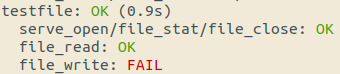 testfile: OK (0.9s)
  serve_open/file_stat/file_close: OK
  file_read: OK
  file_write: FAIL